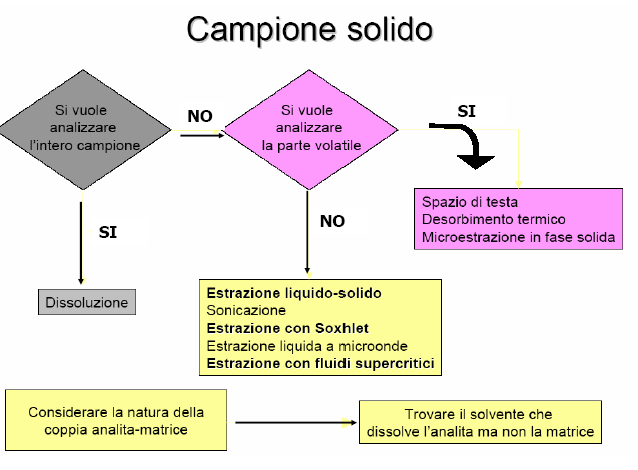 Campione solido
Si vuole
analizzare
l'intero campione
NO
Si vuole
analizzare
la parte volatile
SI
Spazio di testa
Desorbimento termico
Microestrazione in fase solida
SI
NO
Dissoluzione
Estrazione liquido-solido
Sonicazione
Estrazione con Soxhlet
Estrazione liquida a microonde
Estrazione con fluidi supercritici
Considerare la natura della
coppia analita-matrice
Trovare il solvente che
dissolve l'analita ma non la matrice